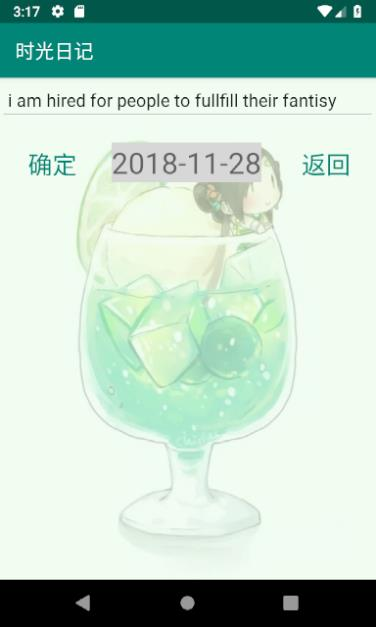 3:17
时光日记
i am hired for people to fullfill their fantisy
确定 2018-11-28 返回